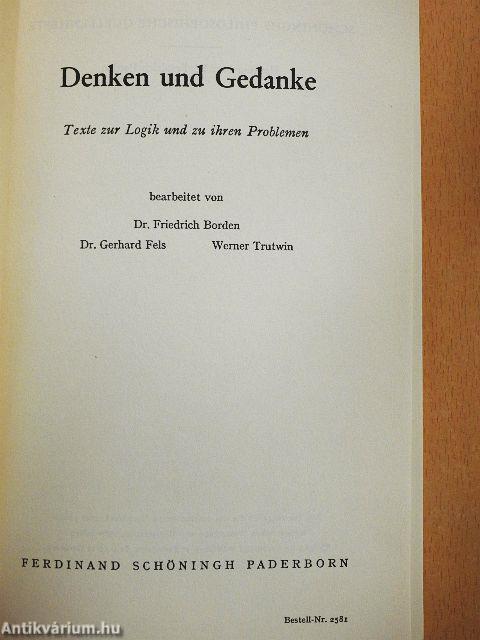 Denken und Gedanke
Texte zur Logik und zu ihren Problemen
bearbeitet von
Dr. Friedrich Borden
Dr. Gerhard Fels Werner Trutwin
FERDINAND SCHÖNINGH PADERBORN
Bestell-Nr. 2581
Antikvárium.hu